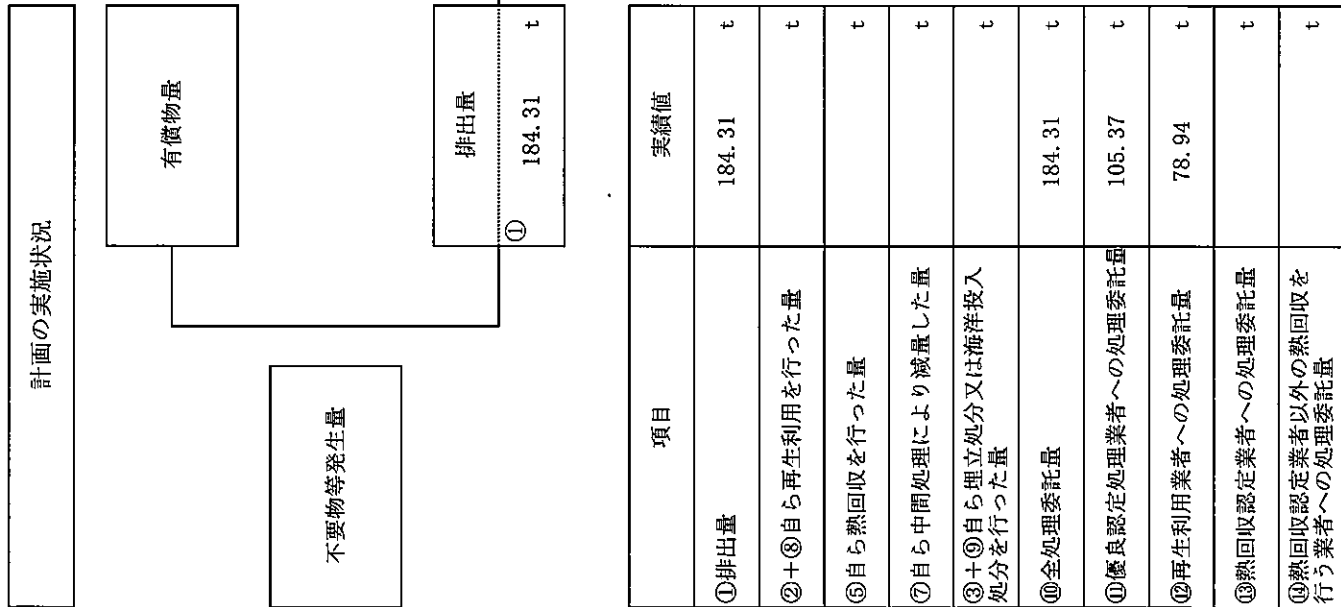 計画の実施状況
不要物等発生量
有償物量
排出量
① 184.31 t
項目 実績値
①排出量 184.31 t
②+⑧自ら再生利用を行った量 t
⑤自ら熱回収を行った量 t
⑦自ら中間処理により減量した量 t
③+⑨自ら埋立処分又は海洋投入
処分を行った量 t
⑩全処理委託量 184.31 t
⑪優良認定処理業者への処理委託量 105.37 t
⑫再生利用業者への処理委託量 78.94 t
⑬熱回収認定業者への処理委託量 t
⑭熱回収認定業者以外の熱回収を
行う業者への処理委託量 t